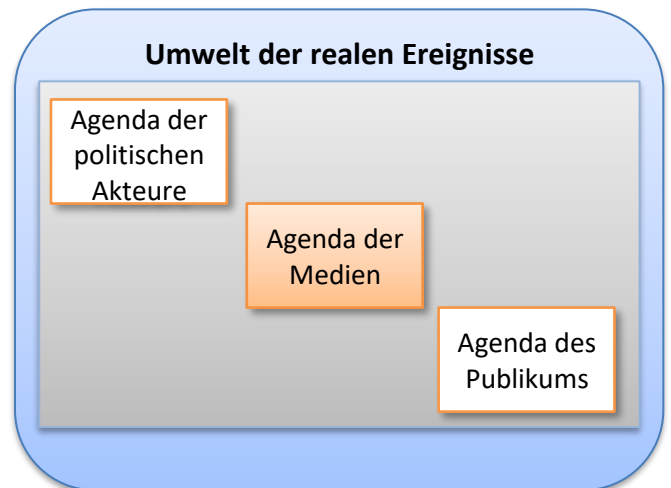 Umwelt der realen Ereignisse
Agenda der
politischen
Akteure
Agenda der
Medien
Agenda des
Publikums